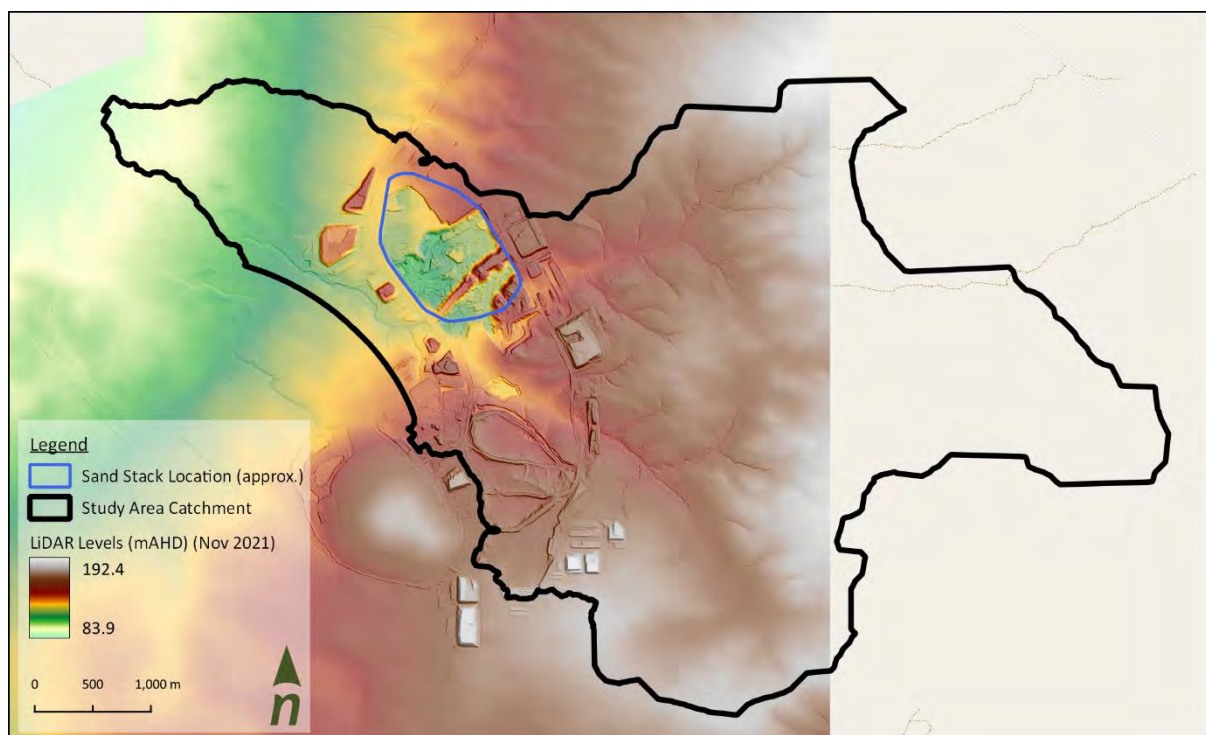 Legend
Sand Stack Location (approx.)
Study Area Catchment
LiDAR Levels (mAHD) (Nov 2021)
192.4
83.9
0 500 1,000 m
n